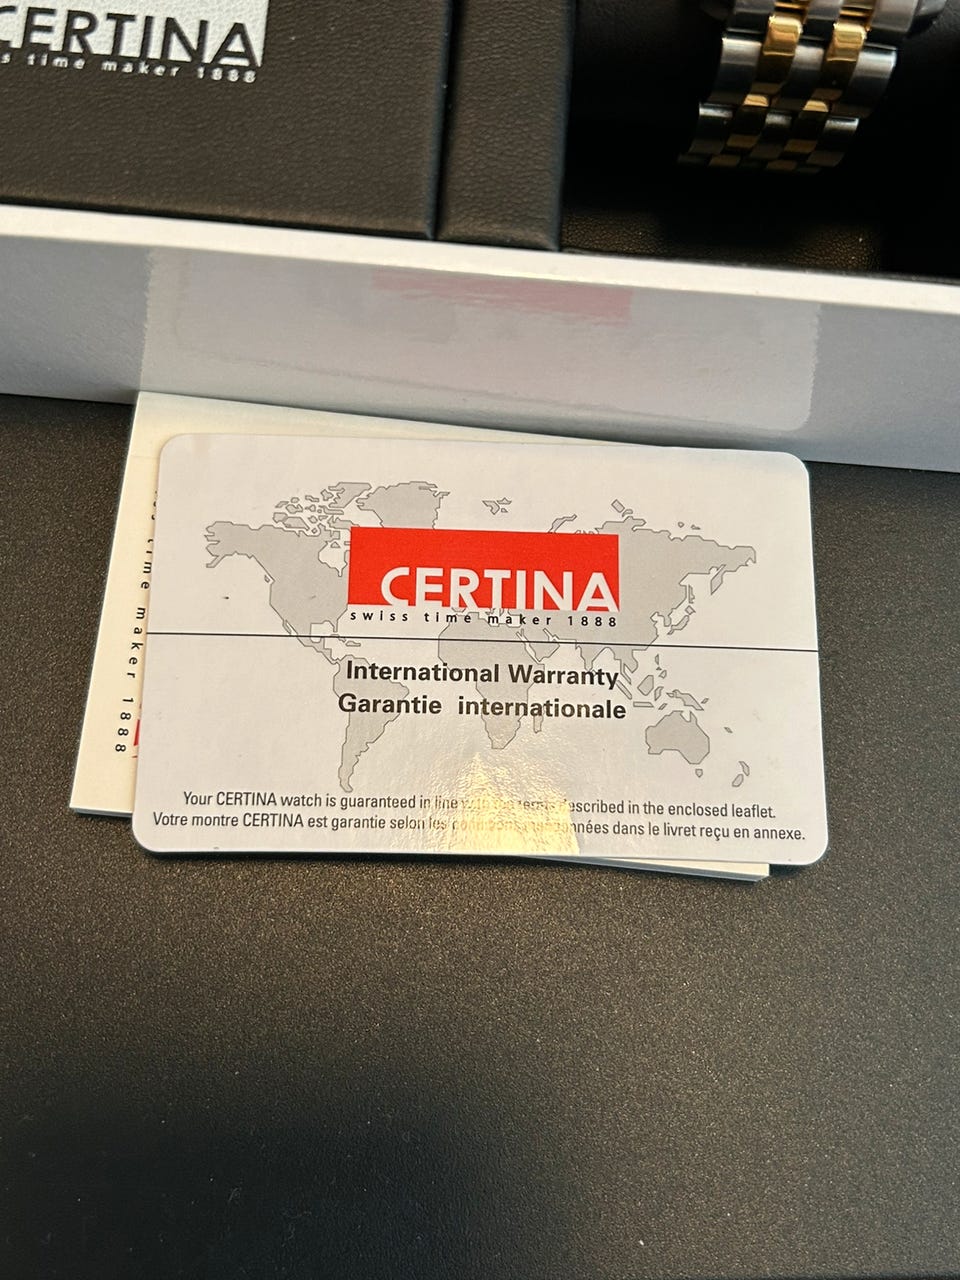 CERTINA
time maker 1888
CERTINA
swiss time maker 1888
International Warranty
Garantie internationale
Your CERTINA watch is guaranteed in line described in the enclosed leaflet.
Votre montre CERTINA est garantie selon les dans le livret reçu en annexe.
time maker 1888